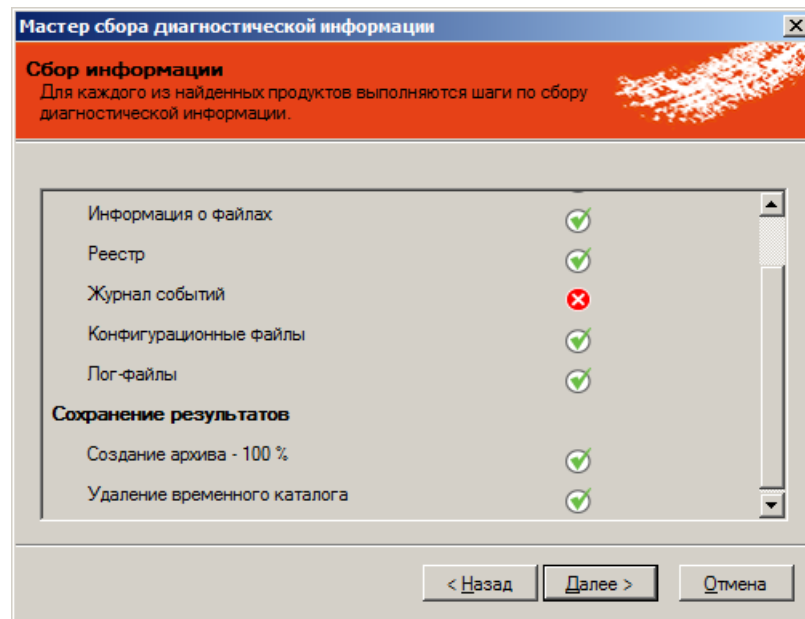 Мастер сбора диагностической информации
Сбор информации
Для каждого из найденных продуктов выполняются шаги по сбору
диагностической информации.
Информация о файлах
Реестр
Журнал событий
Конфигурационные файлы
Лог-файлы
Сохранение результатов
Создание архива - 100 %
Удаление временного каталога
< Назад Далее > Отмена